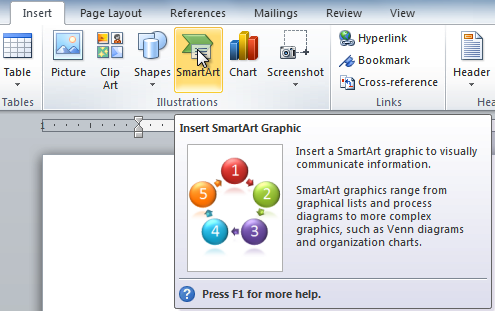 Insert Page Layout References Mailings Review View
Table Picture Clip Art Shapes SmartArt Chart Screenshot Hyperlink Bookmark Cross-reference Header
Tables Illustrations Links
1
Insert SmartArt Graphic
1
2
3
4
5
Insert a SmartArt graphic to visually
communicate information.
SmartArt graphics range from
graphical lists and process
diagrams to more complex
graphics, such as Venn diagrams
and organization charts.
Press F1 for more help.